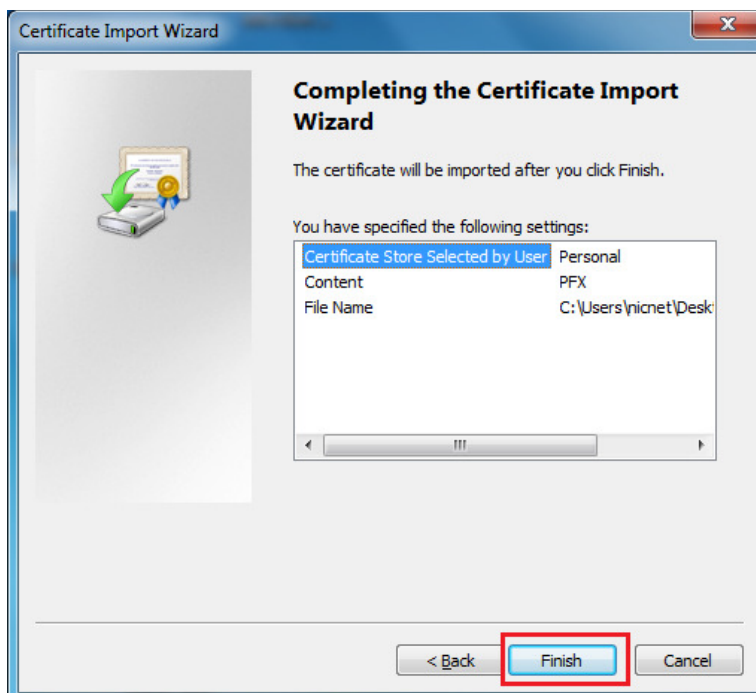 Certificate Import Wizard
Completing the Certificate Import
Wizard
The certificate will be imported after you click Finish.
You have specified the following settings:
Certificate Store Selected by User Personal
Content PFX
File Name C:\Users\nicnet\Desk
< Back Finish Cancel